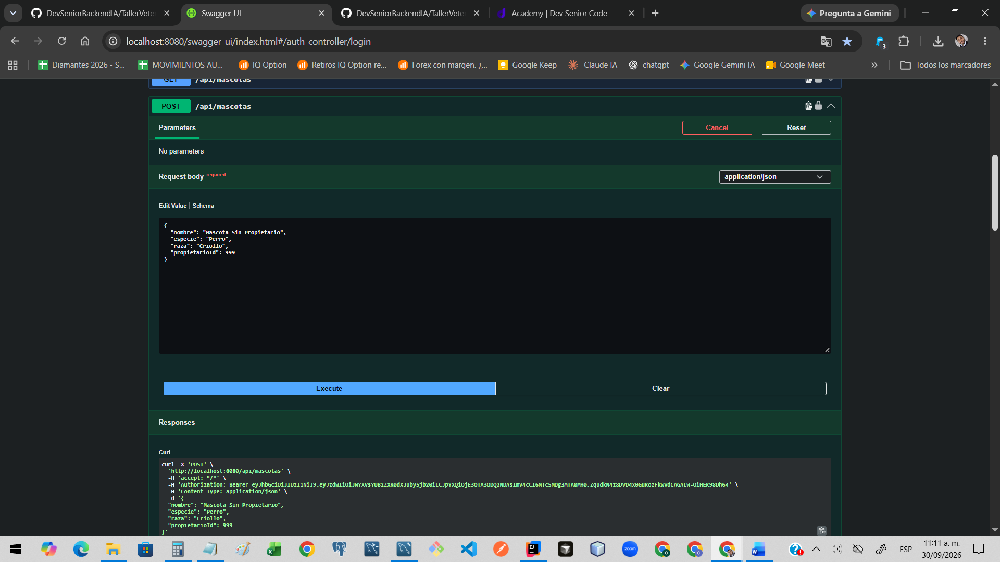 DevSeniorBackendIA/TallerVeter
Swagger UI
DevSeniorBackendIA/TallerVete
Academy | Dev Senior Code
Pregunta a Gemini
localhost:8080/swagger-ui/index.html#/auth-controller/login
3
Diamantes 2026 - S...
MOVIMIENTOS AU...
IQ Option
Retiros IQ Option re...
Forex con margen. ¿...
Google Keep
Claude IA
chatgpt
Google Gemini IA
Google Meet
Todos los marcadores
GET /api/mascotas
POST /api/mascotas
Parameters
Cancel
Reset
No parameters
Request body required
application/json
Edit Value | Schema
{
"nombre": "Mascota Sin Propietario",
"especie": "Perro",
"raza": "Criollo",
"propietarioId": 999
}
Execute
Clear
Responses
Curl
curl -X 'POST' \
'http://localhost:8080/api/mascotas' \
-H 'accept: */*' \
-H 'Authorization: Bearer eyJhbGciOiJIUzI1NiJ9.eyJzdWIiOiJwYXVsYUB2ZXR0dXJuby5jb20iLCJpYXQiOjE3OTA3ODQ2NDAsImV4cCI6MTc5MDg3MTA0MH0.ZqudkN4z8DvD4X0GuRozFkwvdCAGALW-OiHEK98Dh64' \
-H 'Content-Type: application/json' \
-d '{
"nombre": "Mascota Sin Propietario",
"especie": "Perro",
"raza": "Criollo",
"propietarioId": 999
}'
zoom
ESP
11:11 a. m.
30/09/2026